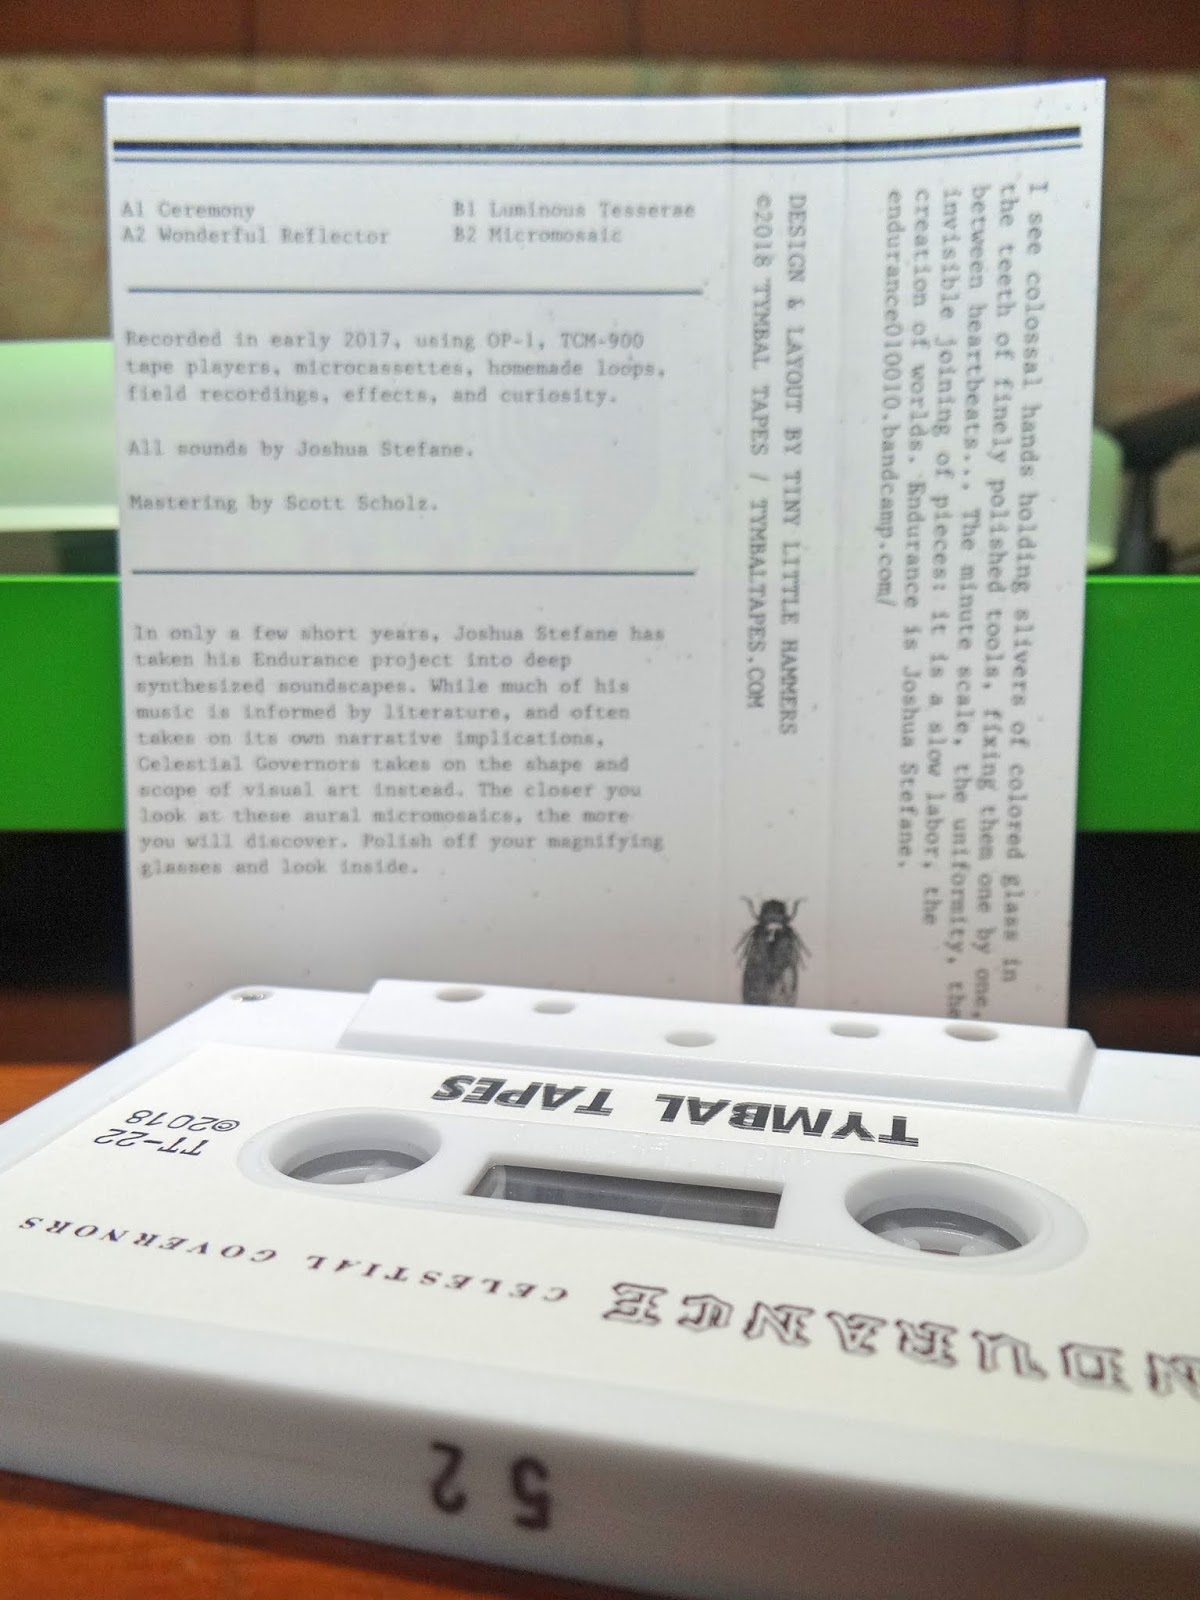 A1 Ceremony
A2 Wonderful Reflector
B1 Luminous Tesserae
B2 Micromosaic
Recorded in early 2017, using OP-1, TCM-900
tape players, microcassettes, homemade loops,
field recordings, effects, and curiosity.
All sounds by Joshua Stefane.
Mastering by Scott Scholz.
In only a few short years, Joshua Stefane has
taken his Endurance project into deep
synthesized soundscapes. While much of his
music is informed by literature, and often
takes on its own narrative implications,
Celestial Governors takes on the shape and
scope of visual art instead. The closer you
look at these aural micromosaics, the more
you will discover. Polish off your magnifying
glasses and look inside.
DESIGN & LAYOUT BY TINY LITTLE HAMMERS
©2018 TYMBAL TAPES / TYMBALTAPES.COM
I see colossal hands holding slivers of colored glass in
the teeth of finely polished tools, fixing them one by one,
between heartbeats... The minute scale, the uniformity, the
invisible joining of pieces: it is a slow labor, the
creation of worlds. Endurance is Joshua Stefane.
endurance010010.bandcamp.com/
TYMBAL TAPES
TT-22
©2018
NDURANCE CELESTIAL GOVERNORS
52